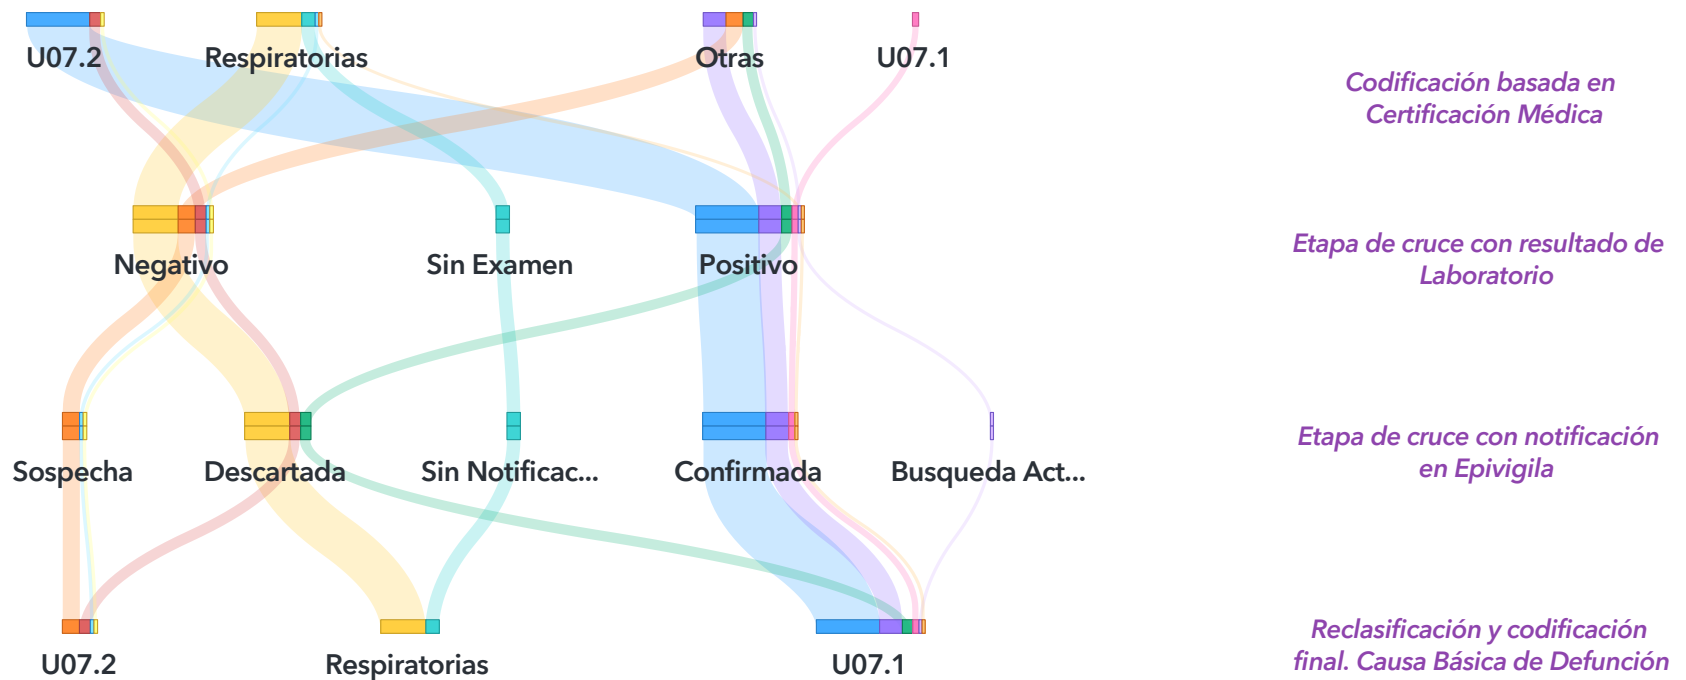 U07.2 Respiratorias Otras U07.1
Codificación basada en
Certificación Médica
Negativo Sin Examen Positivo
Etapa de cruce con resultado de
Laboratorio
Sospecha Descartada Sin Notificac... Confirmada Busqueda Act...
Etapa de cruce con notificación
en Epivigila
U07.2 Respiratorias U07.1
Reclasificación y codificación
final. Causa Básica de Defunción